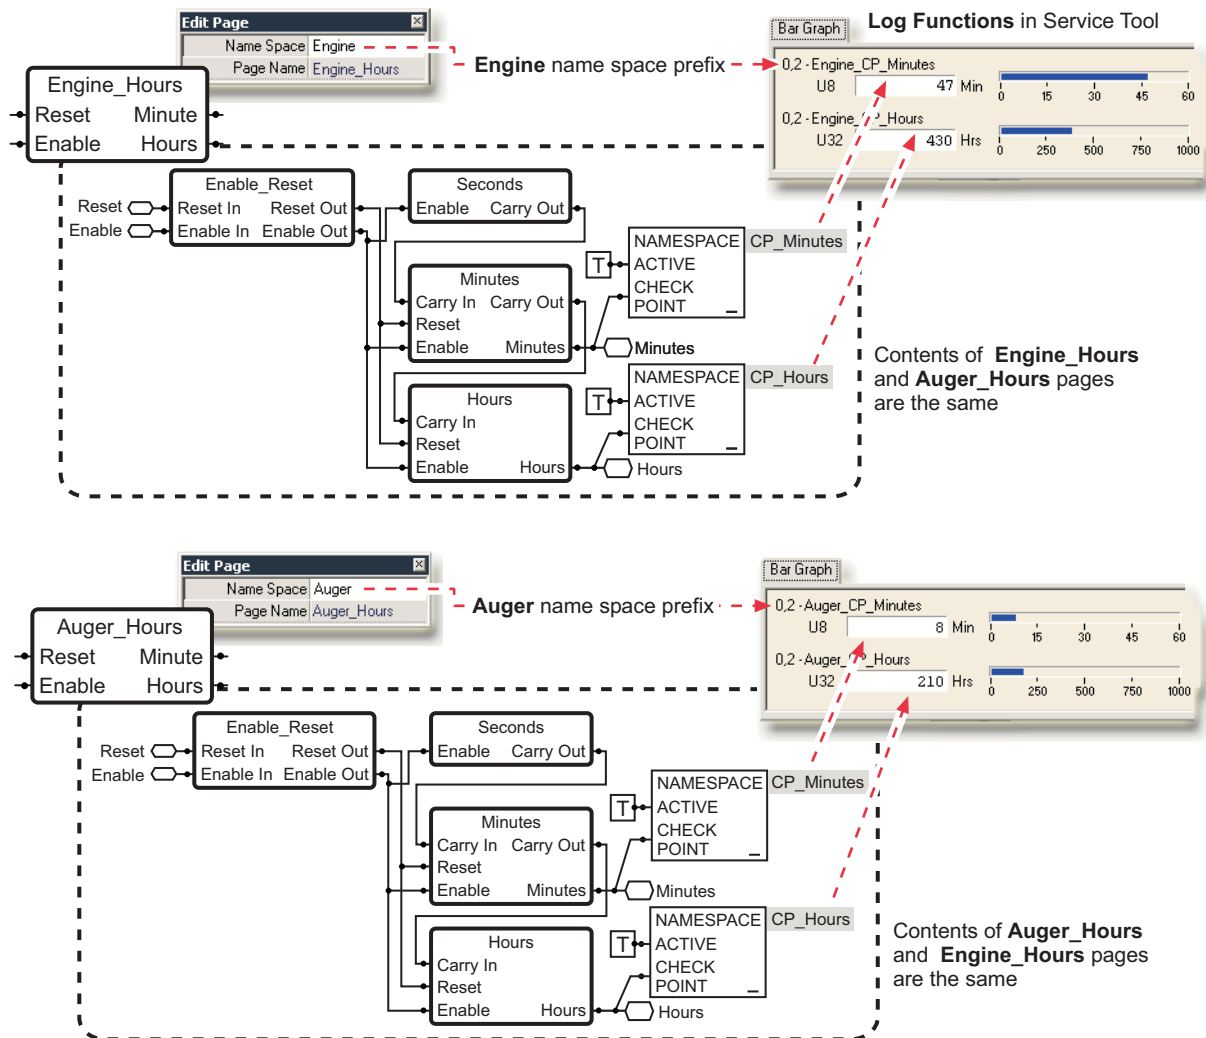 Log Functions in Service Tool
Edit Page
Name Space Engine
Page Name Engine_Hours
Engine name space prefix
Bar Graph
0,2 - Engine_CP_Minutes
U8 47 Min
0 15 30 45 60
0,2 - Engine_CP_Hours
U32 430 Hrs
0 250 500 750 1000
Engine_Hours
Reset Minute
Enable Hours
Reset
Enable
Enable_Reset
Reset In Reset Out
Enable In Enable Out
Seconds
Enable Carry Out
Minutes
Carry In Carry Out
Reset
Enable Minutes
Hours
Carry In
Reset
Enable Hours
NAMESPACE CP_Minutes
T ACTIVE
CHECK
POINT
Minutes
NAMESPACE CP_Hours
T ACTIVE
CHECK
POINT
Hours
Contents of Engine_Hours
and Auger_Hours pages
are the same
Edit Page
Name Space Auger
Page Name Auger_Hours
Auger name space prefix
Bar Graph
0,2 - Auger_CP_Minutes
U8 8 Min
0 15 30 45 60
0,2 - Auger_CP_Hours
U32 210 Hrs
0 250 500 750 1000
Auger_Hours
Reset Minute
Enable Hours
Reset
Enable
Enable_Reset
Reset In Reset Out
Enable In Enable Out
Seconds
Enable Carry Out
Minutes
Carry In Carry Out
Reset
Enable Minutes
Hours
Carry In
Reset
Enable Hours
NAMESPACE CP_Minutes
T ACTIVE
CHECK
POINT
Minutes
NAMESPACE CP_Hours
T ACTIVE
CHECK
POINT
Hours
Contents of Auger_Hours
and Engine_Hours pages
are the same